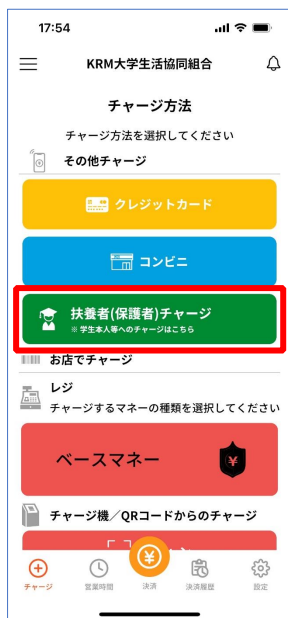 17:54
KRM大学生活協同組合
チャージ方法
チャージ方法を選択してください
その他チャージ
クレジットカード
コンビニ
扶養者(保護者)チャージ
※ 学生本人等へのチャージはこちら
お店でチャージ
レジ
チャージするマネーの種類を選択してください
ベースマネー
チャージ機／QRコードからのチャージ
チャージ
営業時間
決済
決済履歴
設定